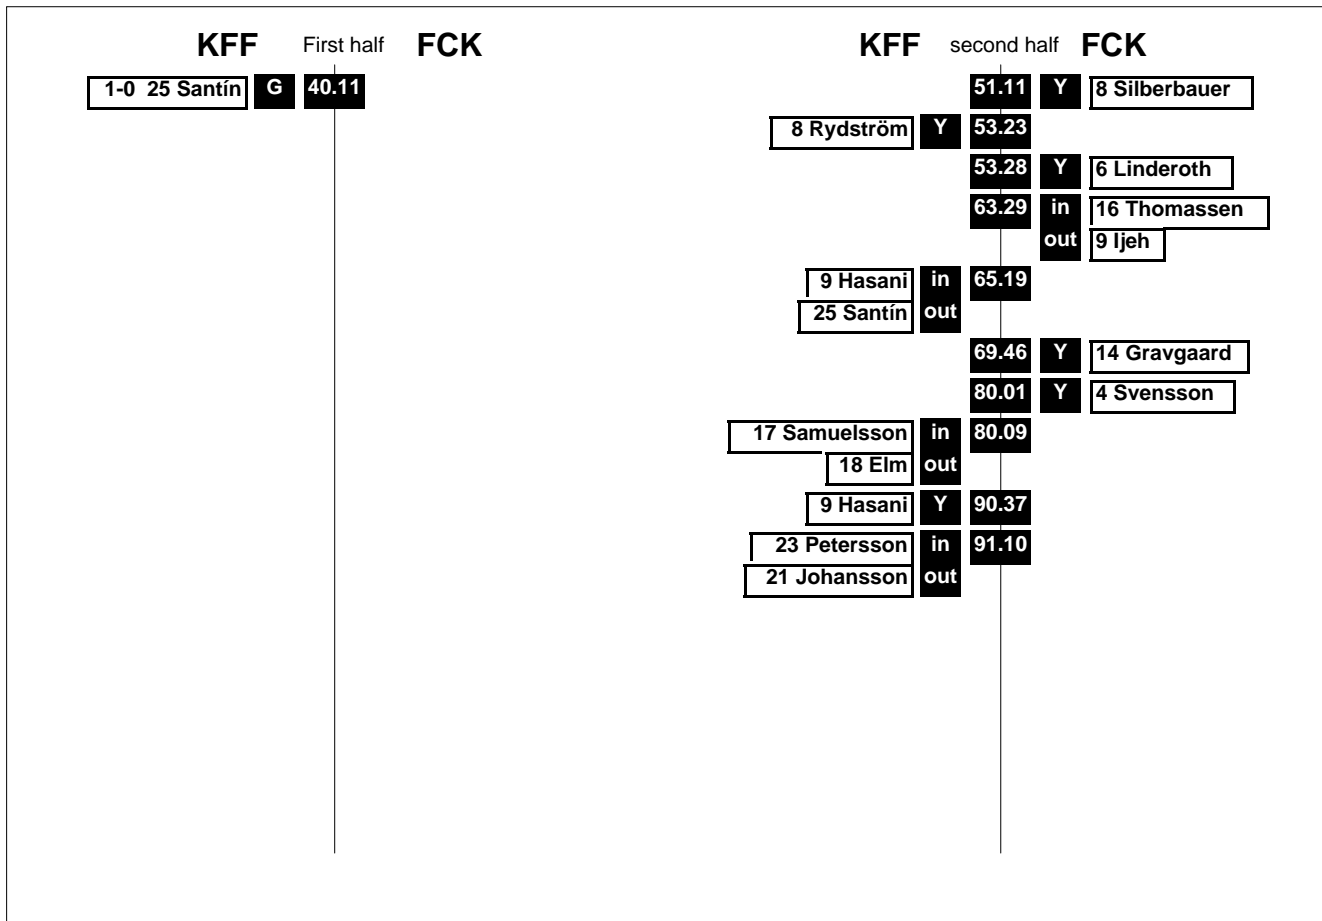 KFF First half FCK
1-0 25 Santín G 40.11
KFF second half FCK
51.11 Y 8 Silberbauer
8 Rydström Y 53.23
53.28 Y 6 Linderoth
63.29 in 16 Thomassen
out 9 Ijeh
9 Hasani in 65.19
25 Santín out
69.46 Y 14 Gravgaard
80.01 Y 4 Svensson
17 Samuelsson in 80.09
18 Elm out
9 Hasani Y 90.37
23 Petersson in 91.10
21 Johansson out